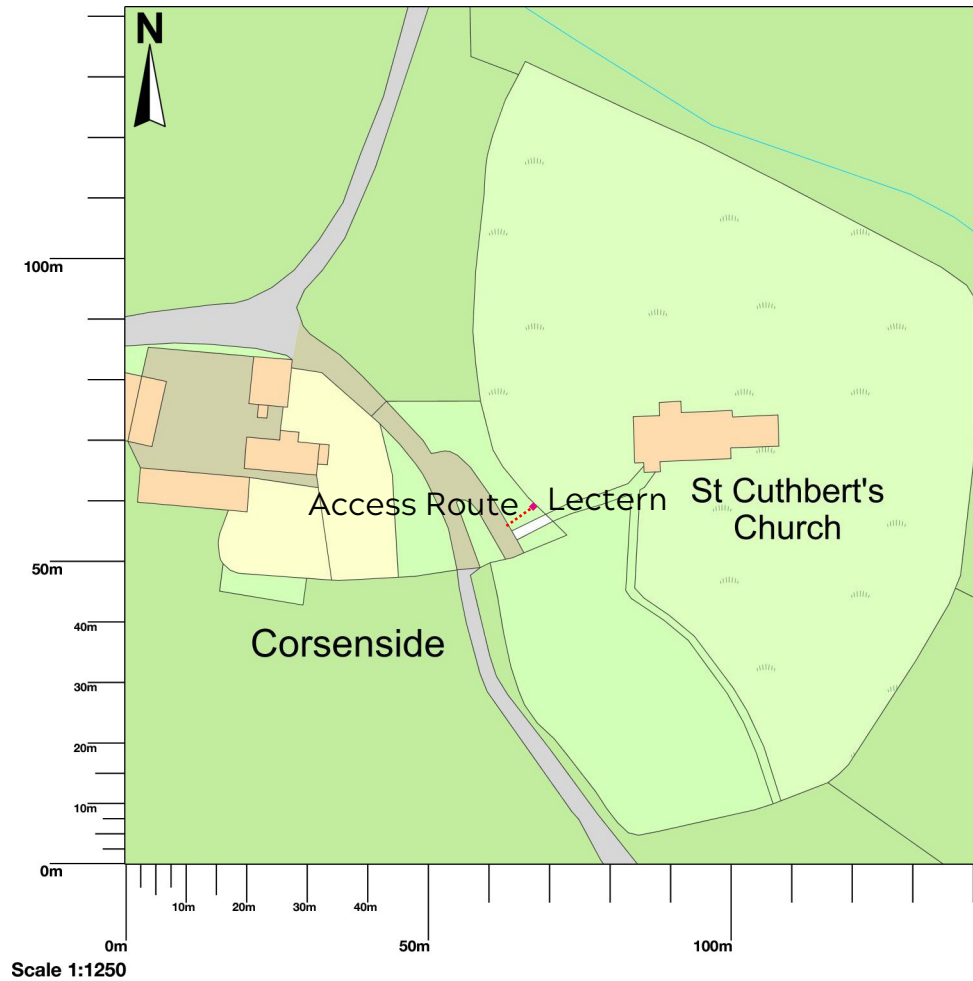 N
100m
Access Route
Lectern
St Cuthbert's
Church
50m
40m
Corsenside
30m
20m
10m
0m
10m
20m
30m
40m
0m
50m
100m
Scale 1:1250